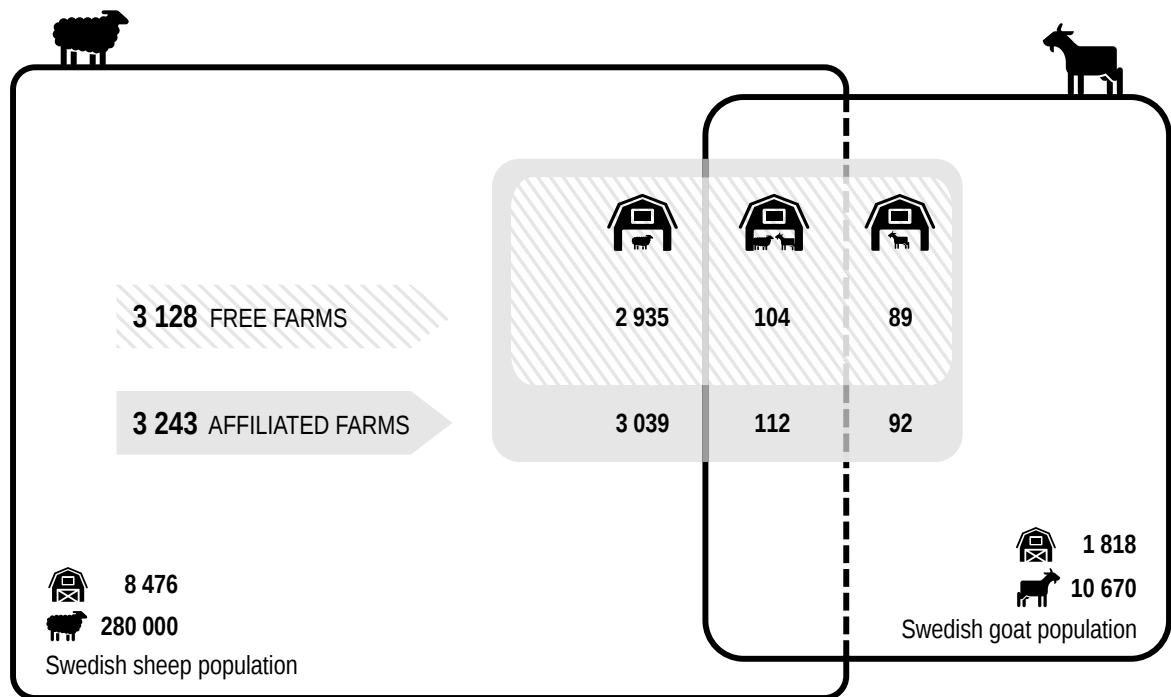 3 128 FREE FARMS 2 935 104 89
3 243 AFFILIATED FARMS 3 039 112 92
8 476
280 000
Swedish sheep population
1 818
10 670
Swedish goat population